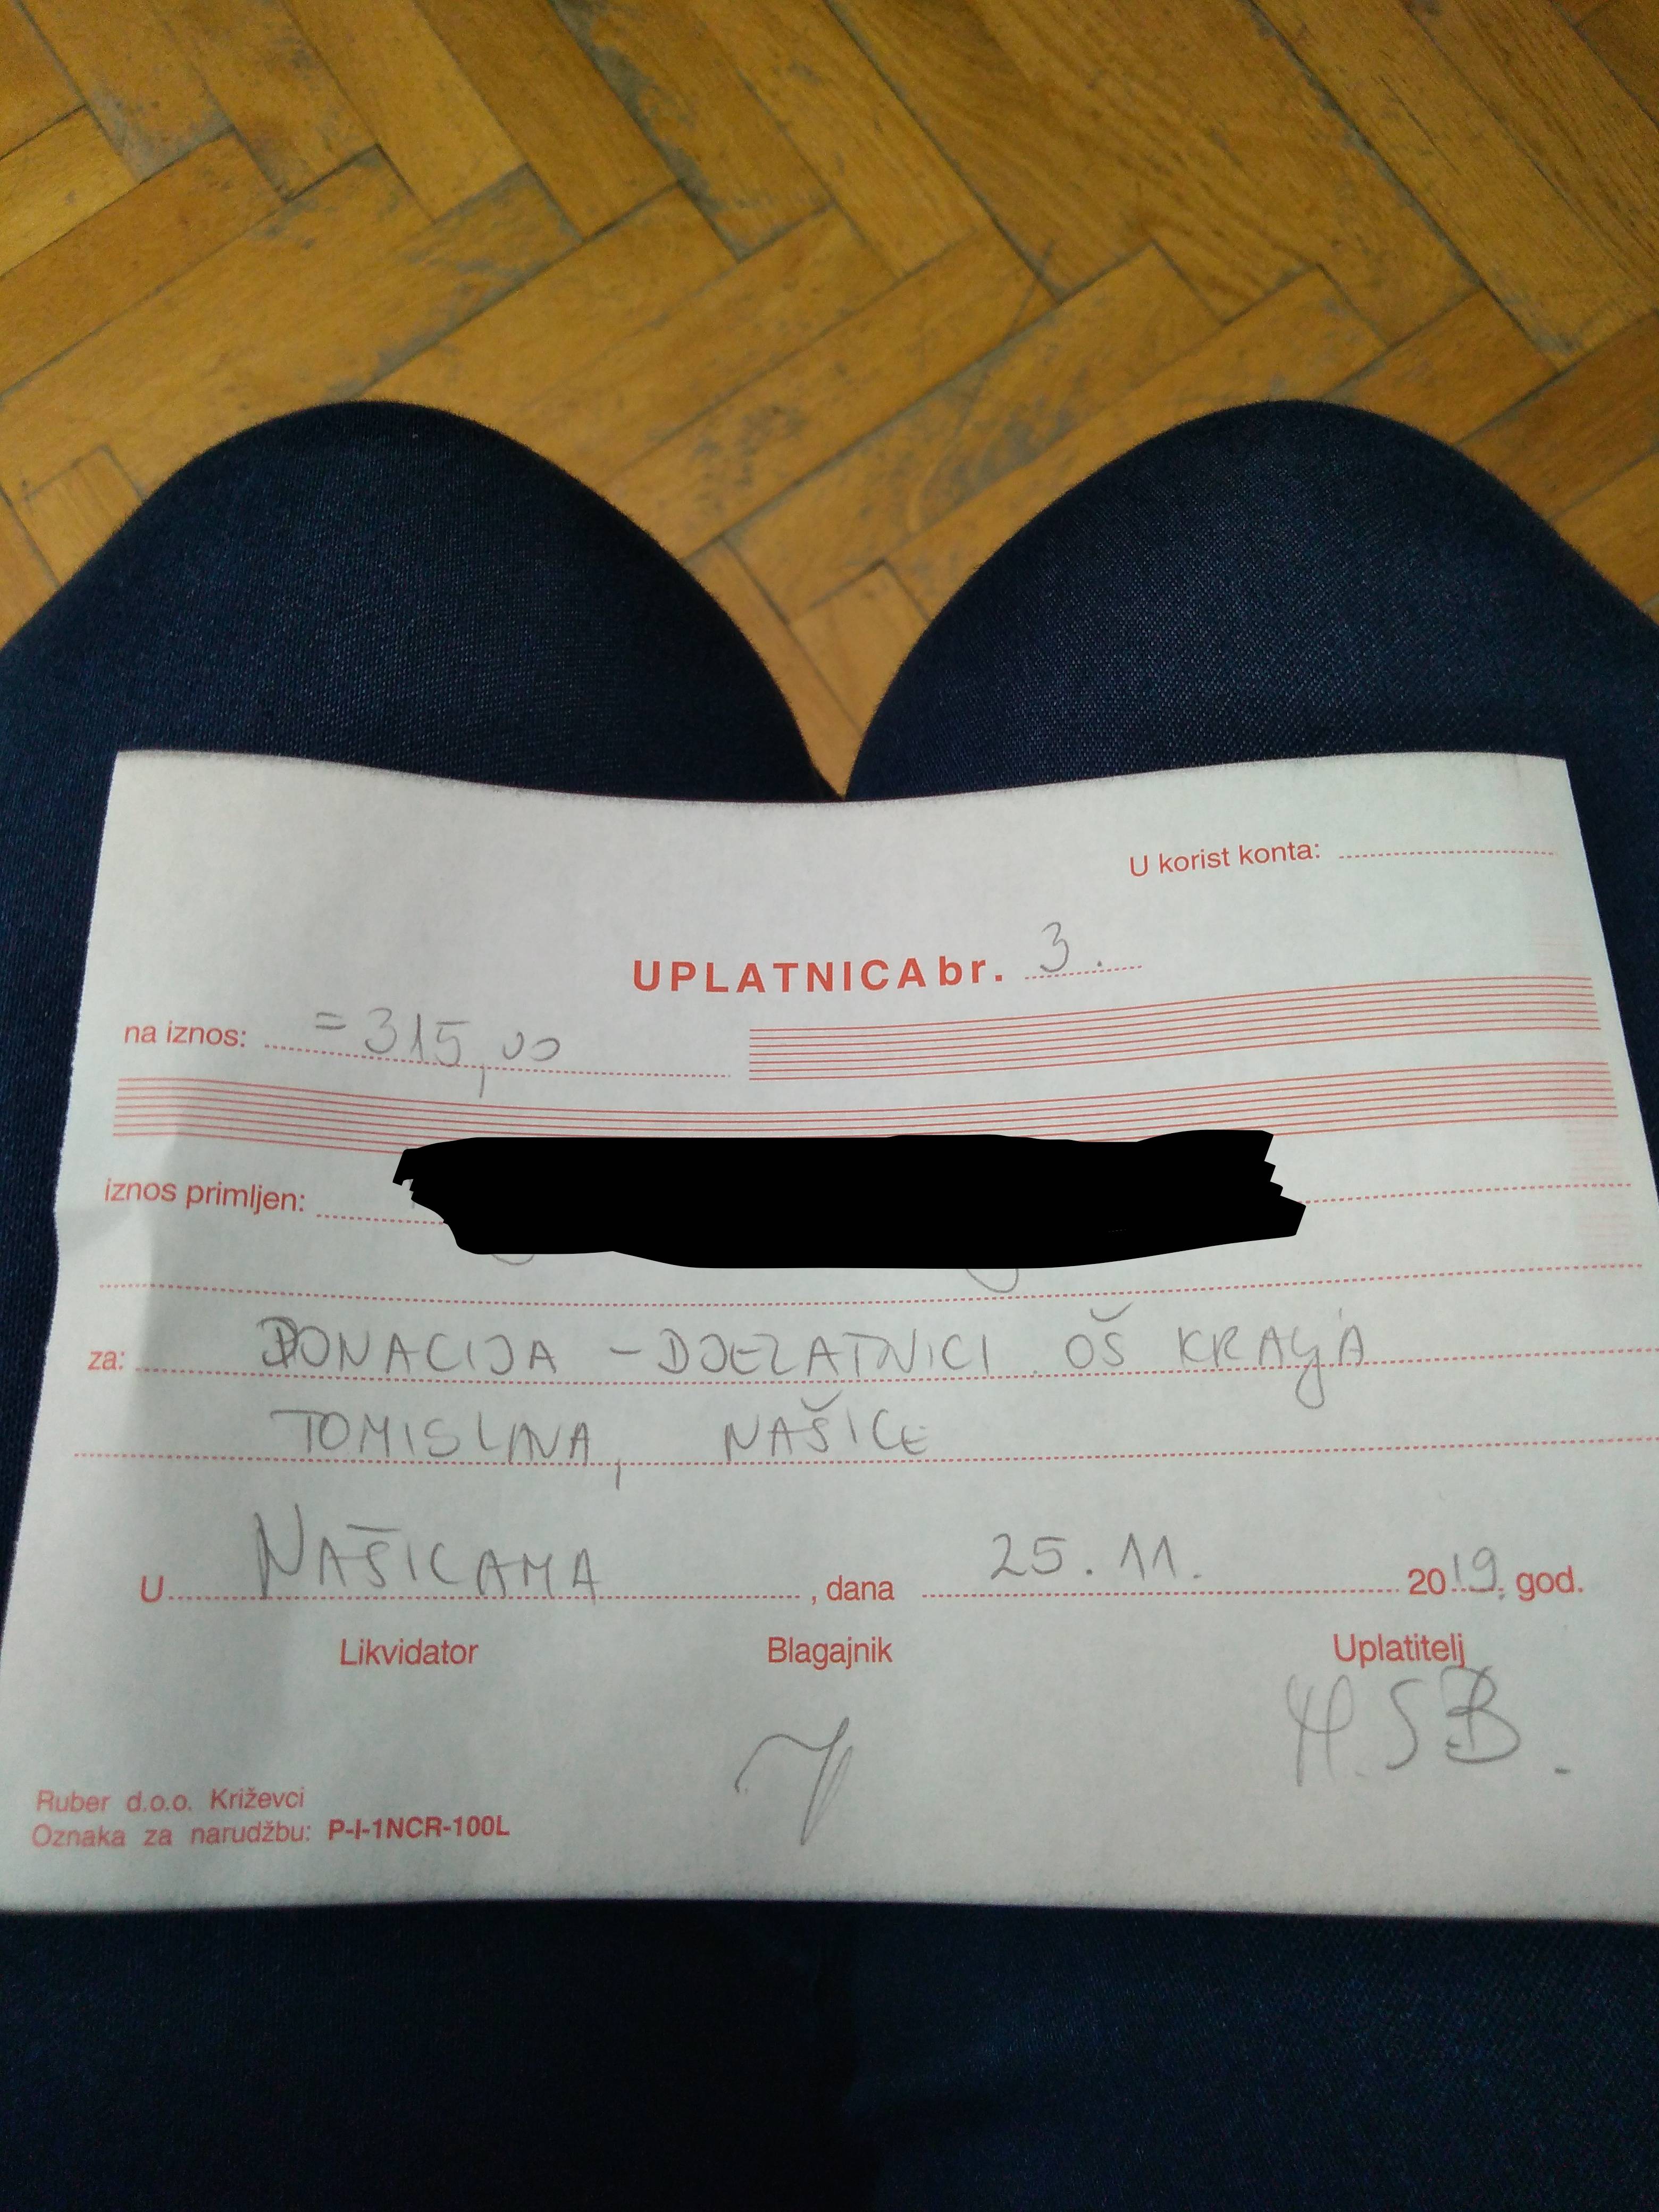 U korist konta:
UPLATNICA br. 3.
na iznos: =315,00
iznos primljen:
za: DONACIJA - DJELATNICI OŠ KRALJA
TOMISLAVA, NAŠICE
U NAŠICAMA, dana 25.11. 2019. god.
Likvidator Blagajnik Uplatitelj
H.SB.
Ruber d.o.o. Križevci
Oznaka za narudžbu: P-I-1NCR-100L